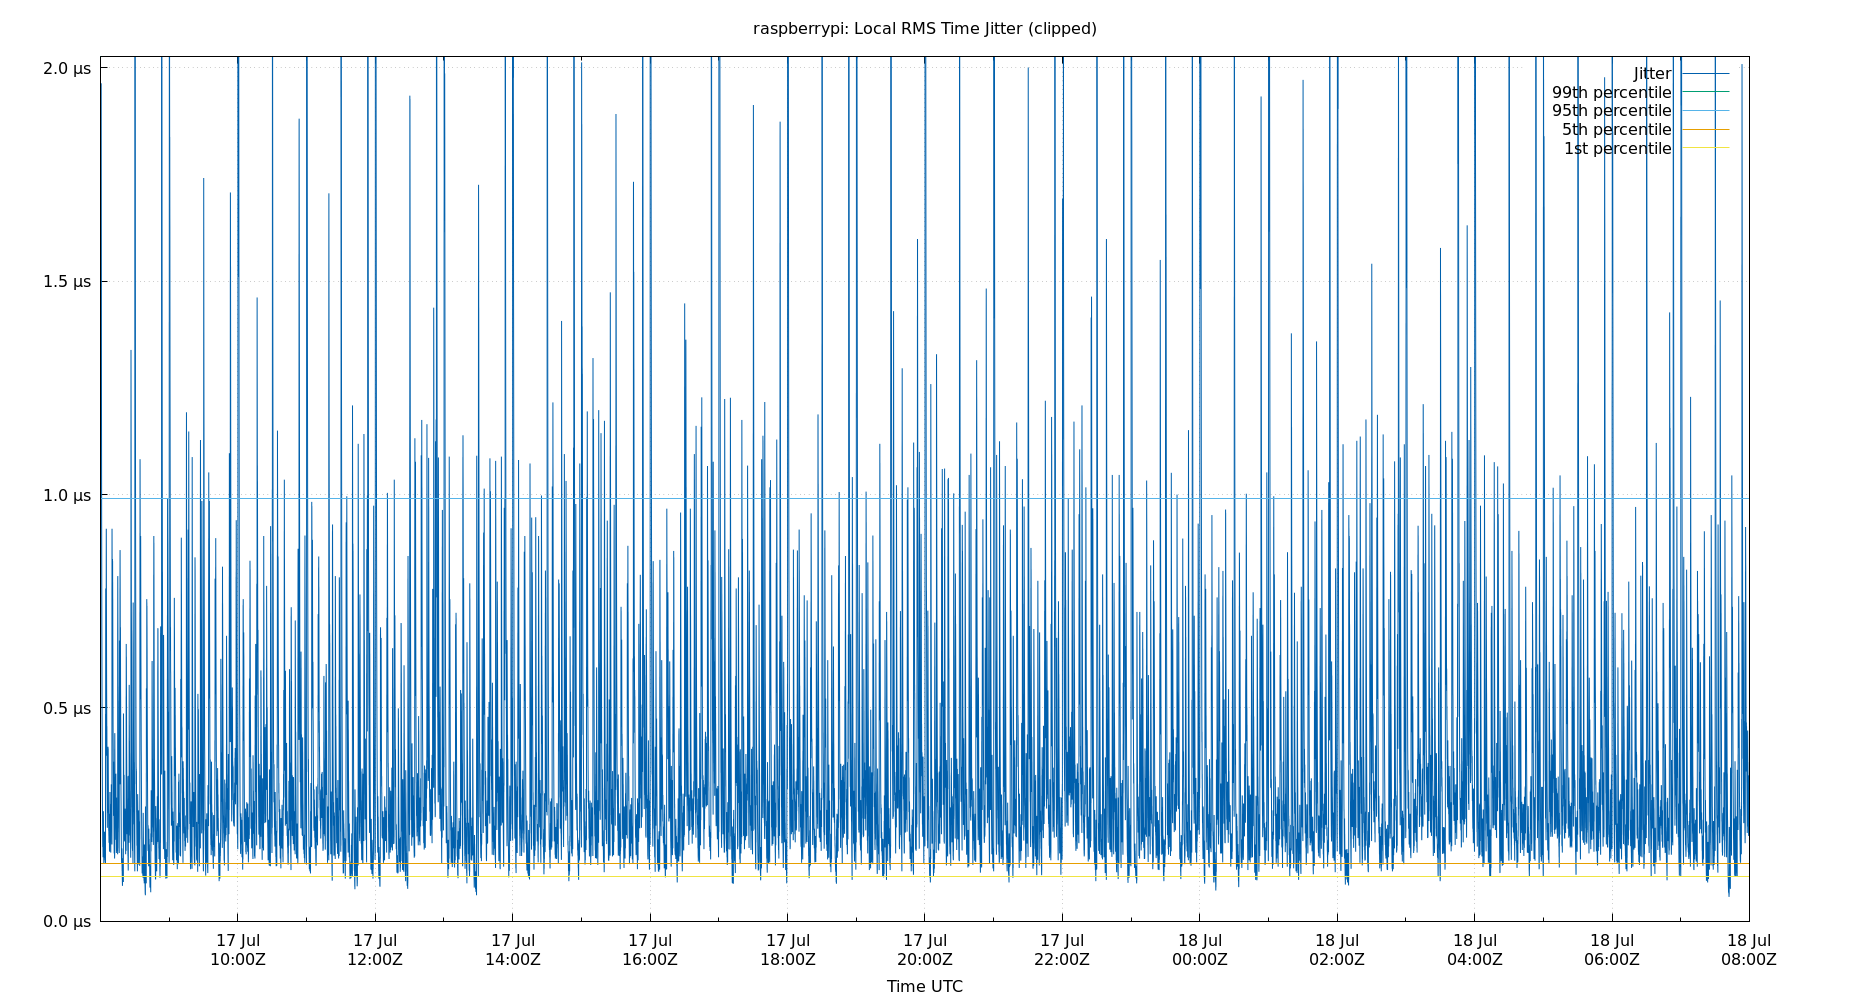 raspberrypi: Local RMS Time Jitter (clipped)
2.0 µs
1.5 µs
1.0 µs
0.5 µs
0.0 µs
Jitter
99th percentile
95th percentile
5th percentile
1st percentile
17 Jul
10:00Z
17 Jul
12:00Z
17 Jul
14:00Z
17 Jul
16:00Z
17 Jul
18:00Z
17 Jul
20:00Z
17 Jul
22:00Z
18 Jul
00:00Z
18 Jul
02:00Z
18 Jul
04:00Z
18 Jul
06:00Z
18 Jul
08:00Z
Time UTC